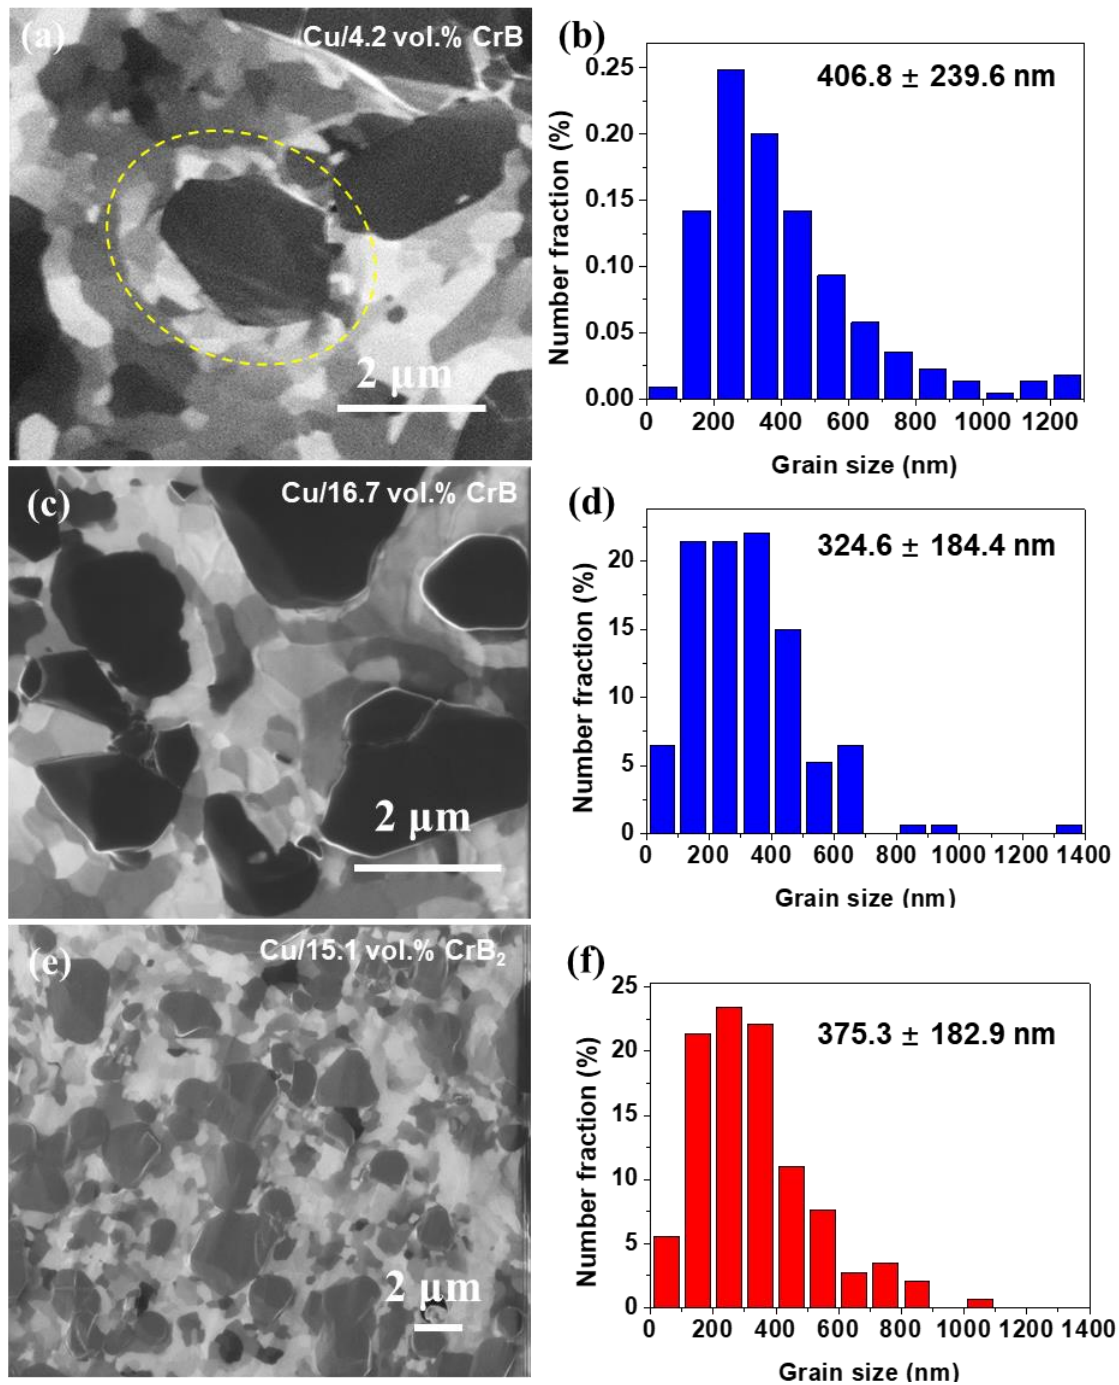 (a)
Cu/4.2 vol.% CrB
2 μm
(b)
406.8 ± 239.6 nm
Number fraction (%)
0.25
0.20
0.15
0.10
0.05
0.00
0 200 400 600 800 1000 1200
Grain size (nm)
(c)
Cu/16.7 vol.% CrB
2 μm
(d)
324.6 ± 184.4 nm
Number fraction (%)
20
15
10
5
0
0 200 400 600 800 1000 1200 1400
Grain size (nm)
(e)
Cu/15.1 vol.% CrB₂
2 μm
(f)
375.3 ± 182.9 nm
Number fraction (%)
25
20
15
10
5
0
0 200 400 600 800 1000 1200 1400
Grain size (nm)